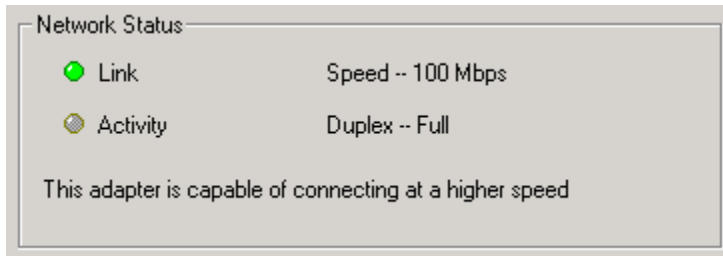 Network Status
Link Speed -- 100 Mbps
Activity Duplex -- Full
This adapter is capable of connecting at a higher speed